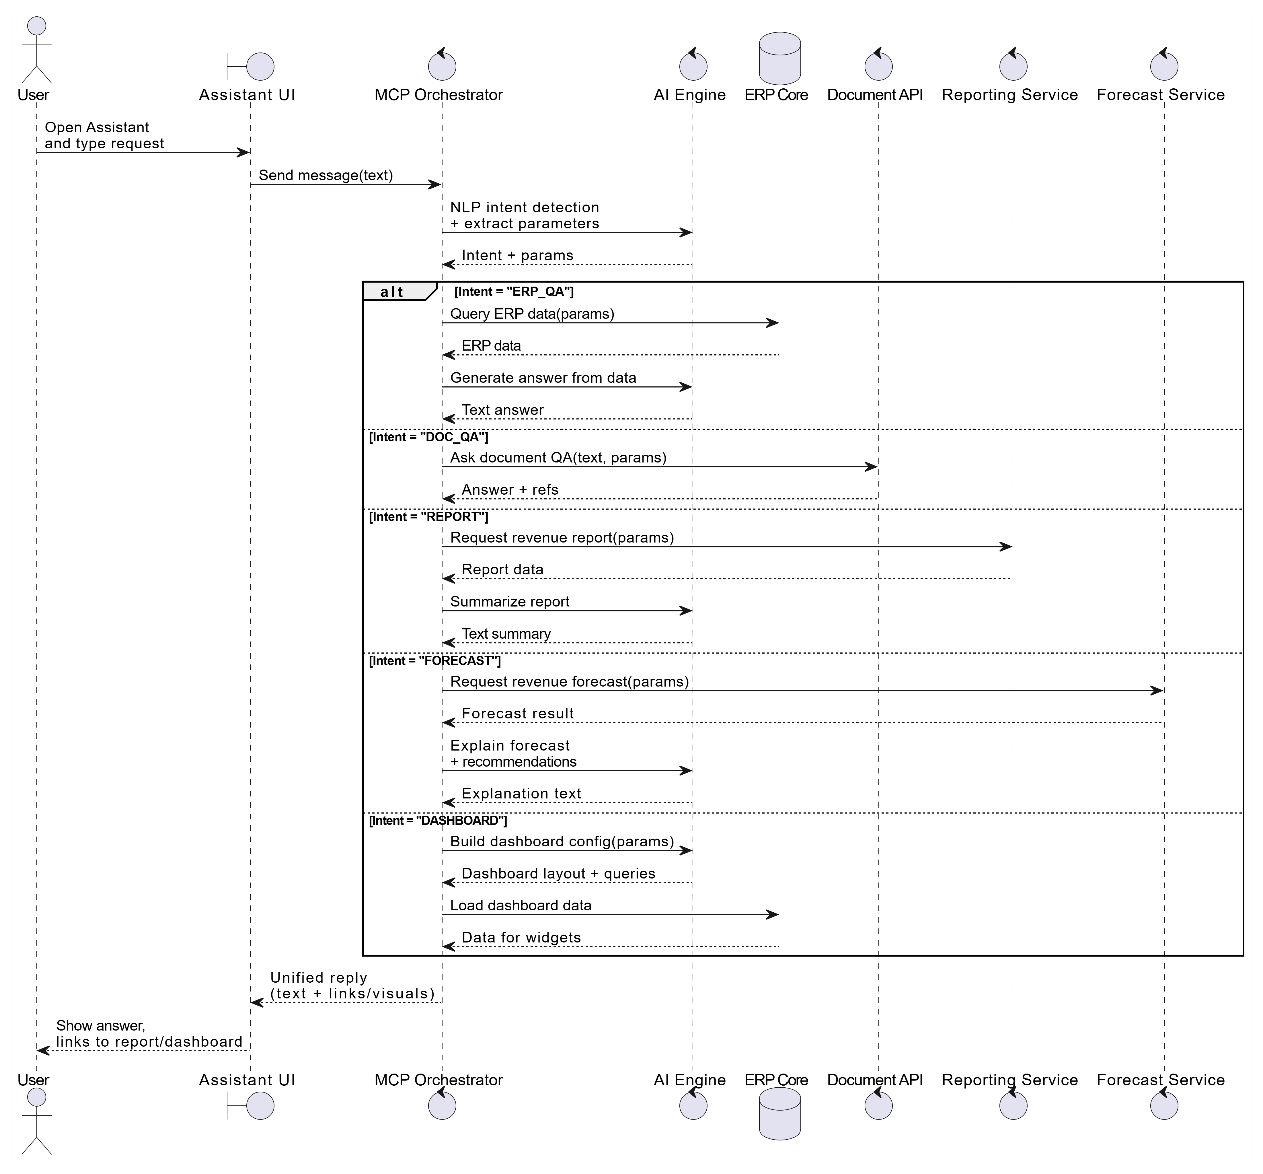 User
Assistant UI
MCP Orchestrator
AI Engine
ERP Core
Document API
Reporting Service
Forecast Service
Open Assistant
and type request
Send message(text)
NLP intent detection
+ extract parameters
Intent + params
alt
[Intent = "ERP_QA"]
Query ERP data(params)
ERP data
Generate answer from data
Text answer
[Intent = "DOC_QA"]
Ask document QA(text, params)
Answer + refs
[Intent = "REPORT"]
Request revenue report(params)
Report data
Summarize report
Text summary
[Intent = "FORECAST"]
Request revenue forecast(params)
Forecast result
Explain forecast
+ recommendations
Explanation text
[Intent = "DASHBOARD"]
Build dashboard config(params)
Dashboard layout + queries
Load dashboard data
Data for widgets
Unified reply
(text + links/visuals)
Show answer,
links to report/dashboard
User
Assistant UI
MCP Orchestrator
AI Engine
ERP Core
Document API
Reporting Service
Forecast Service